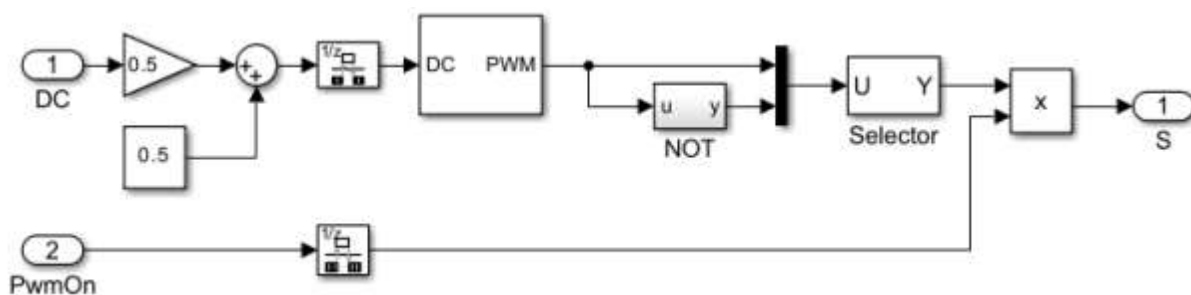 1
DC
0.5
+
+
0.5
1/z
DC
PWM
u
y
NOT
U
Y
Selector
x
1
S
2
PwmOn
1/z